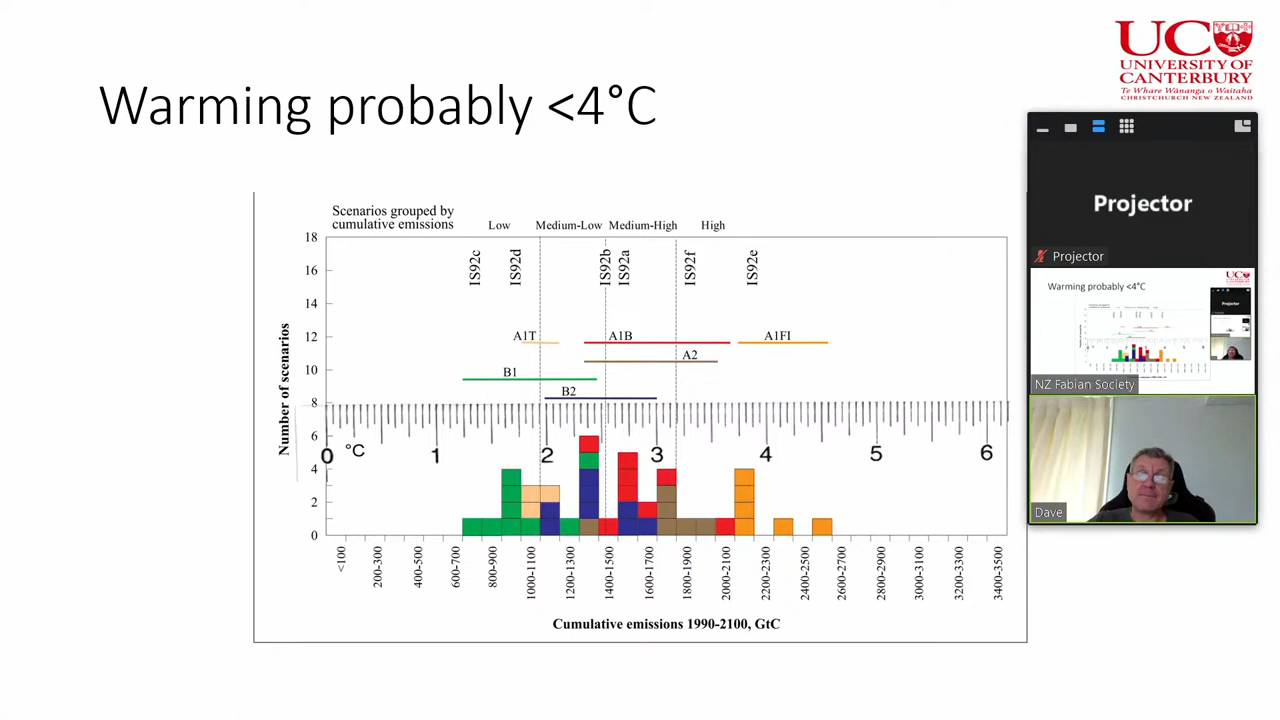 Warming probably <4°C
UC
UNIVERSITY OF
CANTERBURY
Te Whare Wānanga o Waitaha
CHRISTCHURCH NEW ZEALAND
Scenarios grouped by
cumulative emissions
Low
Medium-Low
Medium-High
High
18
16
14
12
10
8
6
4
2
0
Number of scenarios
IS92c
IS92d
IS92b
IS92a
IS92f
IS92e
A1T
A1B
A1FI
A2
B1
B2
0 °C 1 2 3 4 5 6
<100
200-300
400-500
600-700
800-900
1000-1100
1200-1300
1400-1500
1600-1700
1800-1900
2000-2100
2200-2300
2400-2500
2600-2700
2800-2900
3000-3100
3200-3300
3400-3500
Cumulative emissions 1990-2100, GtC
Projector
Projector
Warming probably <4°C
UC
Projector
NZ Fabian Society
Dave